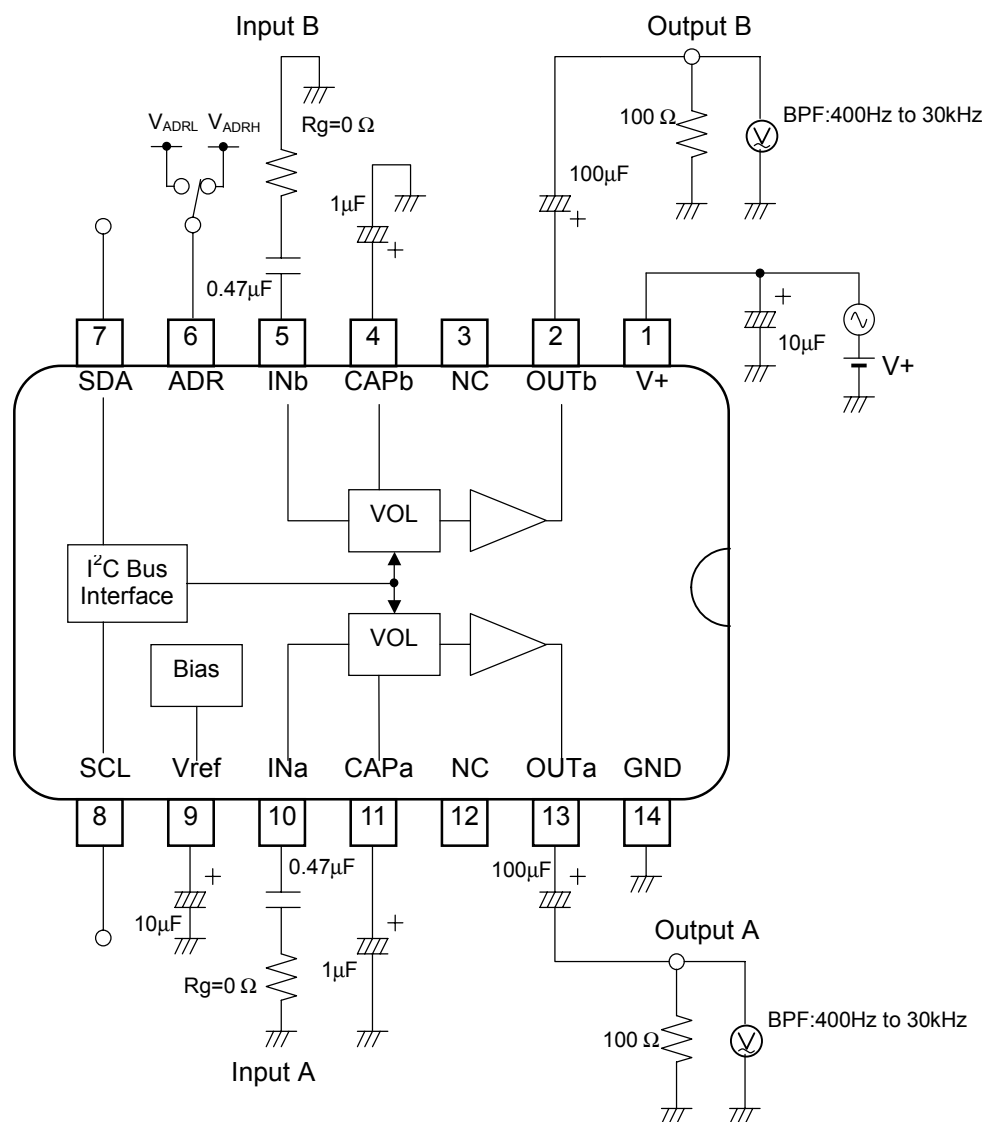 Input B
Output B
V_ADRL V_ADRH
Rg=0 Ω
100 Ω
BPF:400Hz to 30kHz
1µF
100µF
+
+
0.47µF
+
10µF
V+
7
6
5
4
3
2
1
SDA
ADR
INb
CAPb
NC
OUTb
V+
VOL
I²C Bus
Interface
VOL
Bias
SCL
Vref
INa
CAPa
NC
OUTa
GND
8
9
10
11
12
13
14
0.47µF
100µF
+
+
10µF
+
Output A
Rg=0 Ω
1µF
BPF:400Hz to 30kHz
100 Ω
Input A
V
V